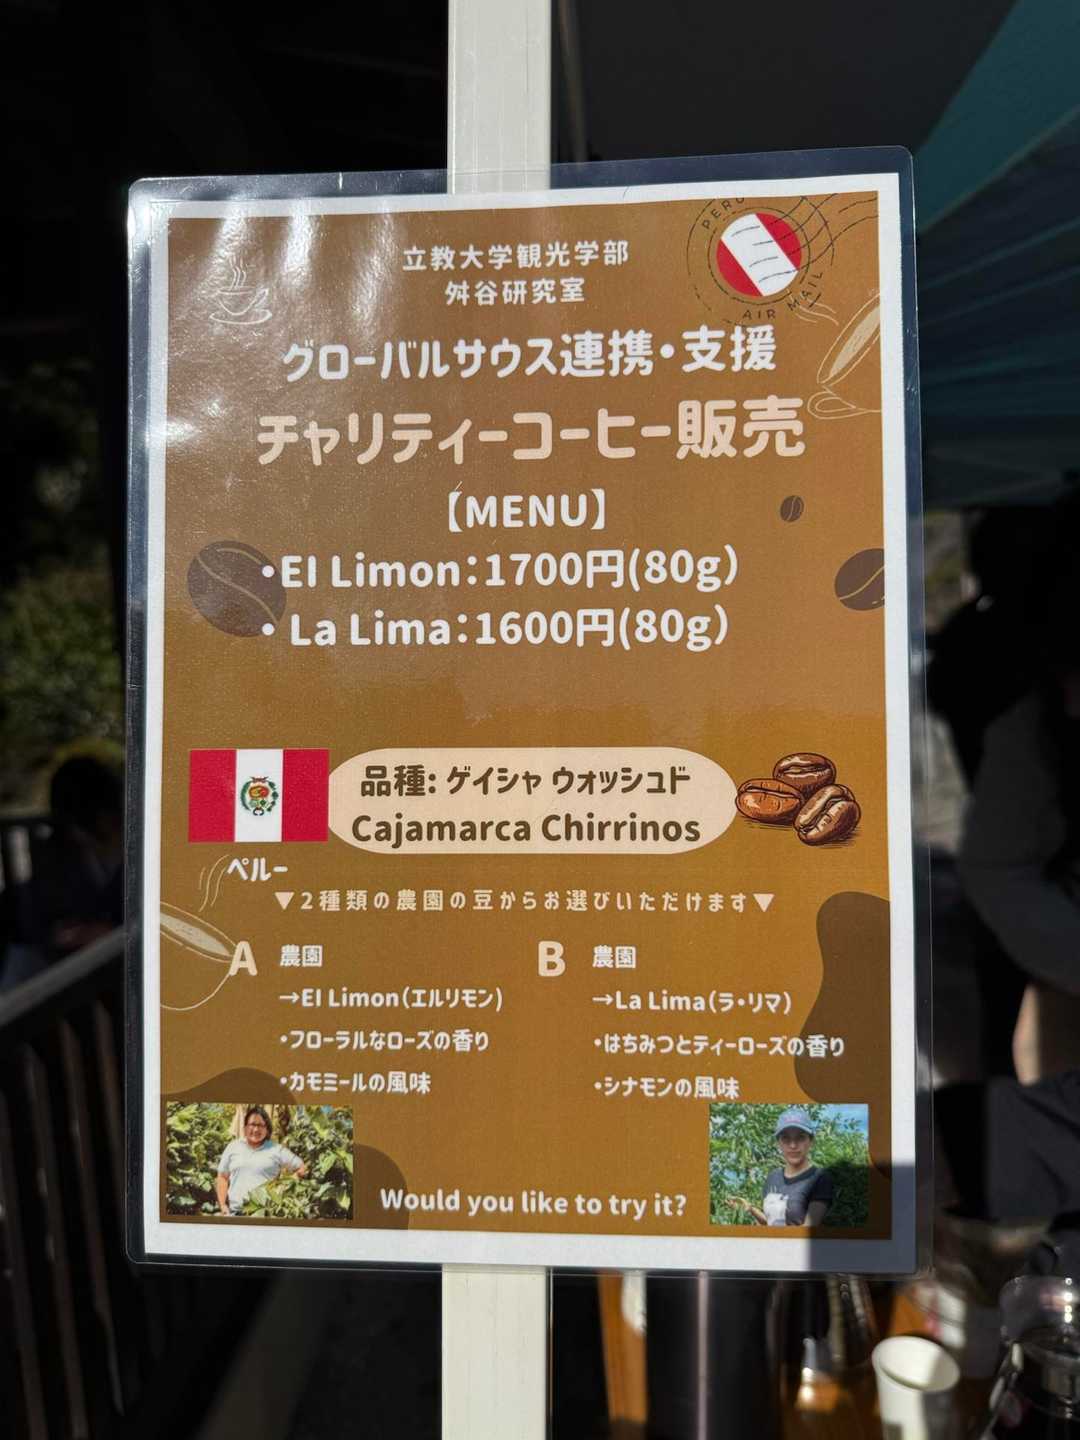 立教大学観光学部
舛谷研究室
PERU
AIR MAIL
グローバルサウス連携・支援
チャリティーコーヒー販売
【MENU】
・El Limon：1700円(80g)
・La Lima：1600円(80g)
品種: ゲイシャ ウォッシュド
Cajamarca Chirrinos
ペルー
▼2種類の農園の豆からお選びいただけます▼
A 農園
→El Limon(エルリモン)
・フローラルなローズの香り
・カモミールの風味
B 農園
→La Lima(ラ・リマ)
・はちみつとティーローズの香り
・シナモンの風味
Would you like to try it?